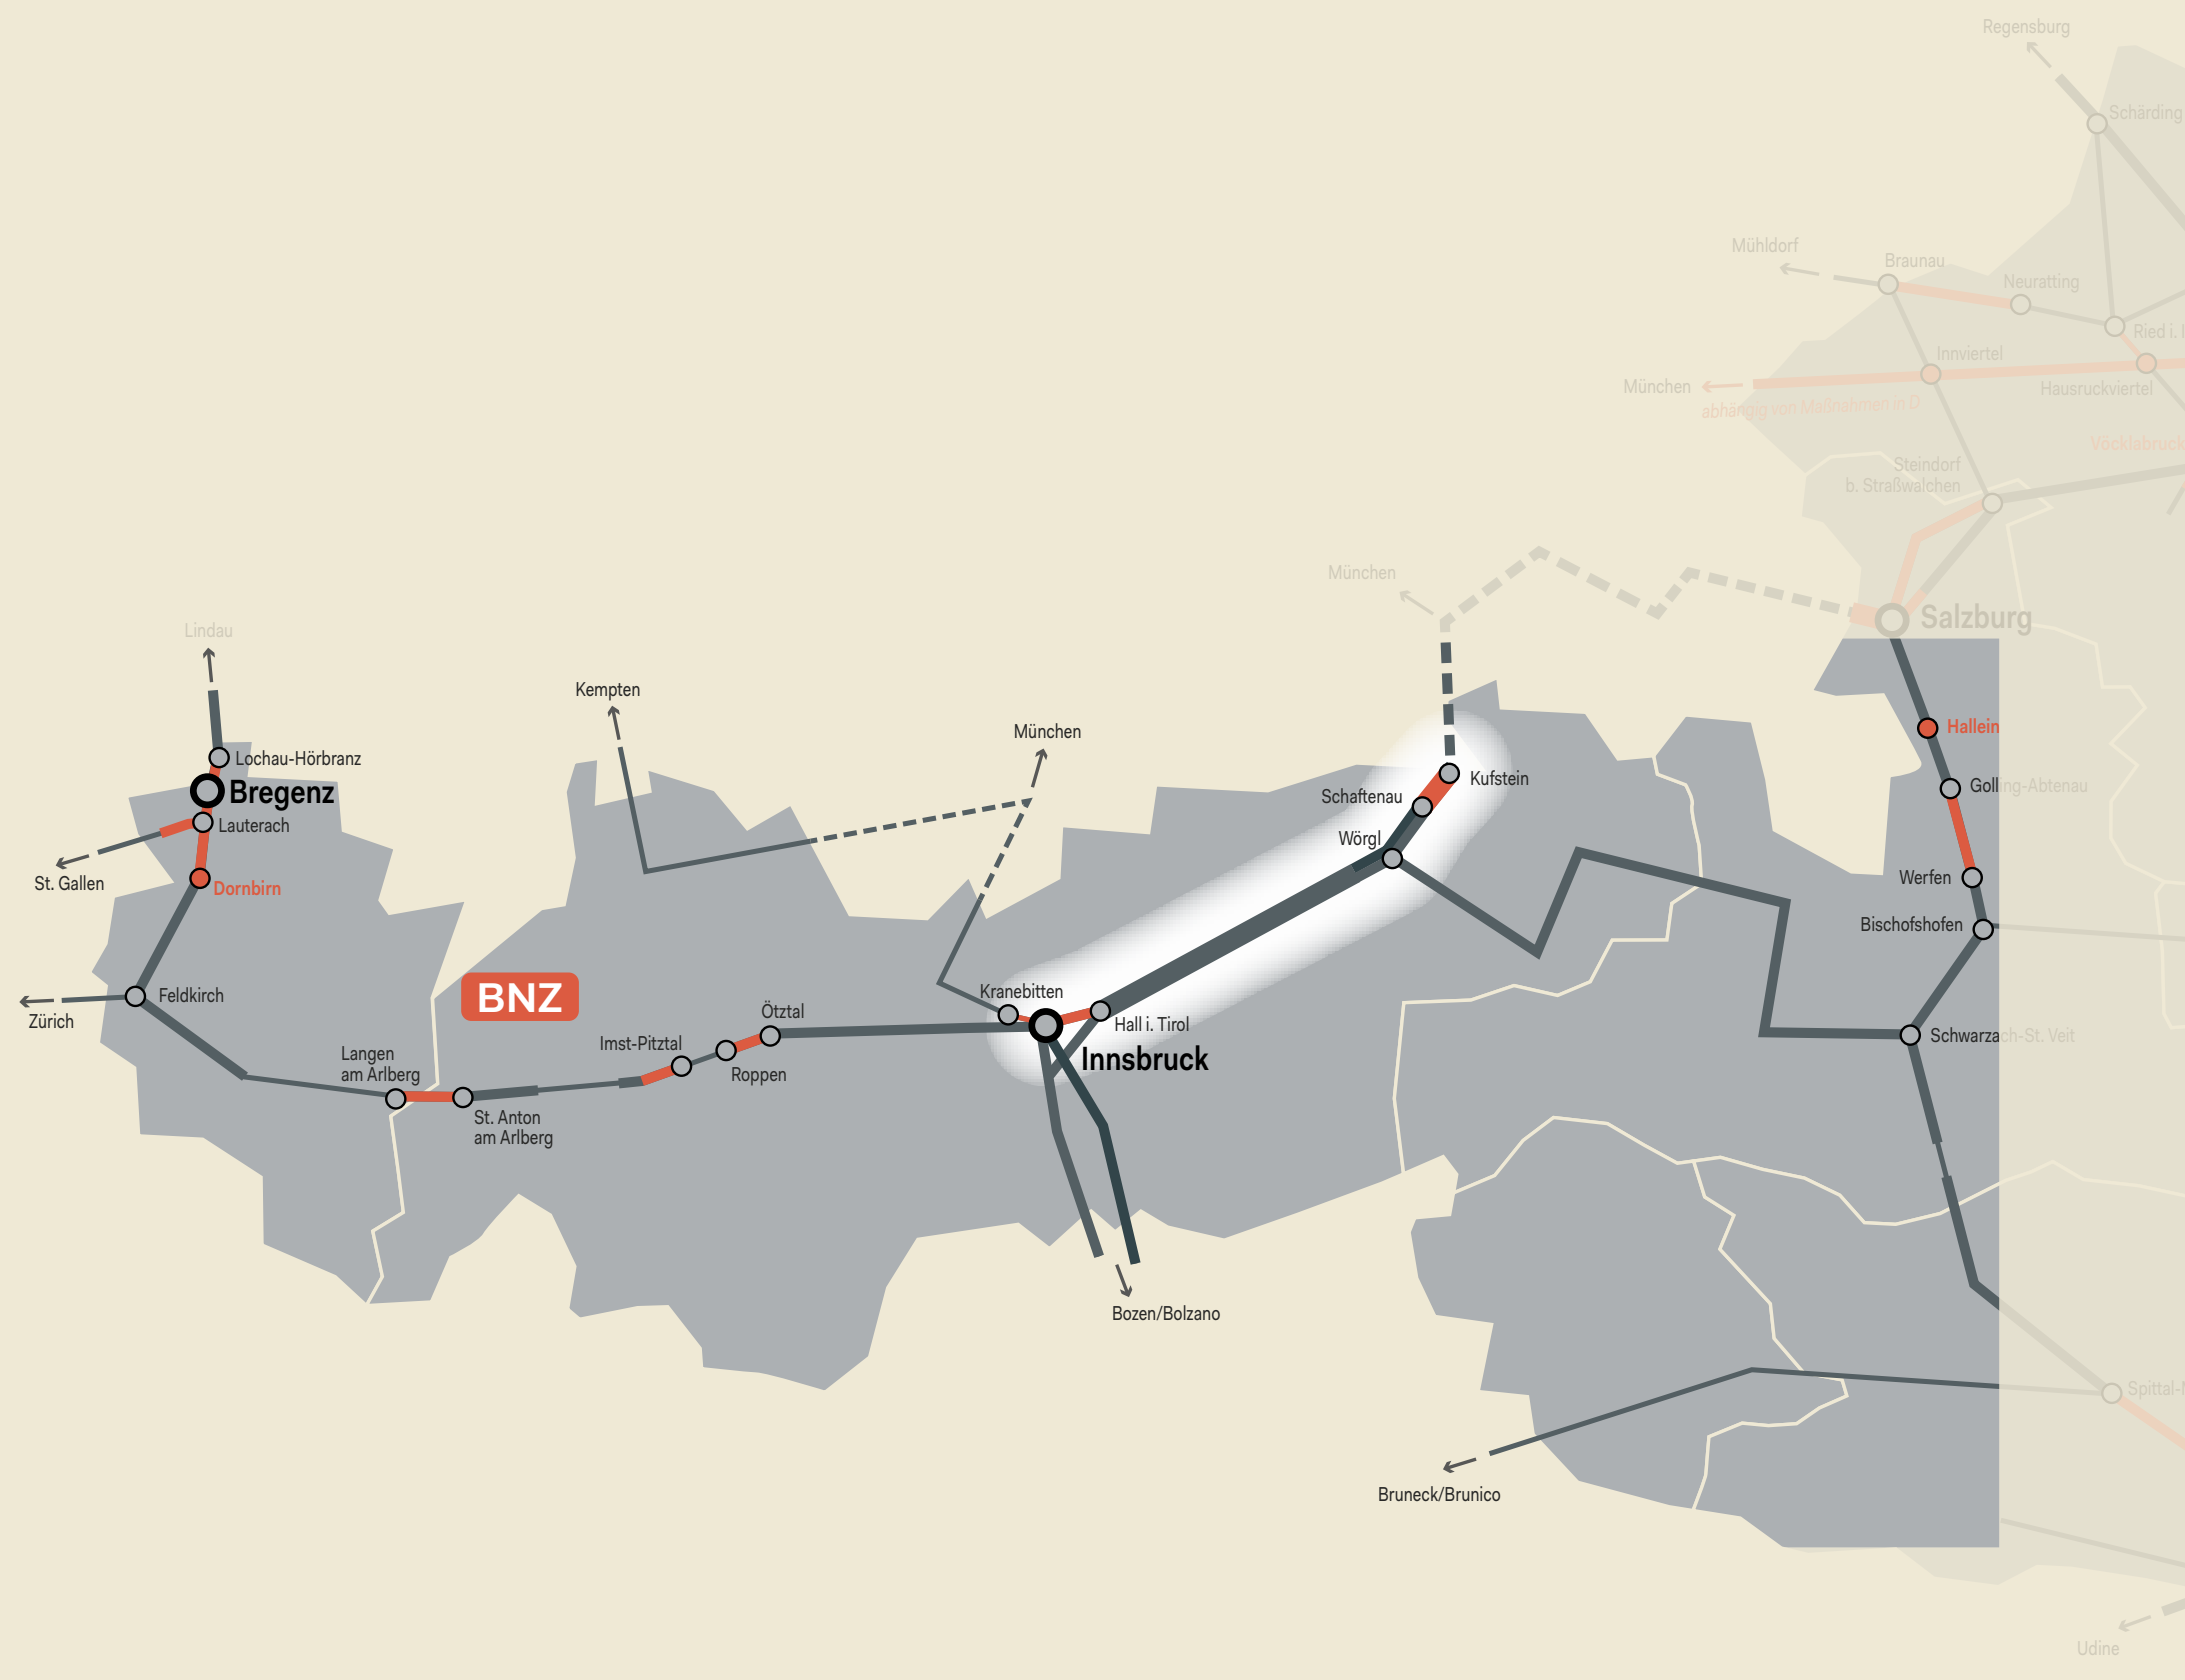 Regensburg
Schärding
Mühldorf
Braunau
Neuratting
Ried i.
Innviertel
München
Hausruckviertel
abhängig von Maßnahmen in D
Vöcklabruck
Steindorf
b. Straßwalchen
München
Salzburg
Lindau
Kempten
München
Hallein
Lochau-Hörbranz
Bregenz
Kufstein
Golling-Abtenau
Schaftenau
Lauterach
Wörgl
St. Gallen
Dornbirn
Werfen
Bischofshofen
Feldkirch
BNZ
Kranebitten
Zürich
Ötztal
Hall i. Tirol
Schwarzach-St. Veit
Imst-Pitztal
Langen
am Arlberg
Innsbruck
Roppen
St. Anton
am Arlberg
Bozen/Bolzano
Spittal-
Bruneck/Brunico
Udine